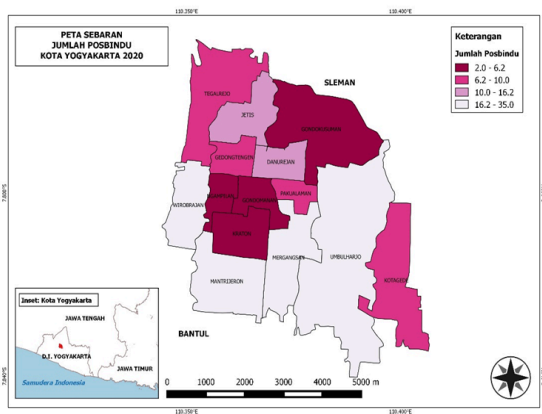 110.350°E
110.400°E
PETA SEBARAN
JUMLAH POSBINDU
KOTA YOGYAKARTA 2020
Keterangan
Jumlah Posbindu
2.0 - 6.2
6.2 - 10.0
10.0 - 16.2
16.2 - 35.0
SLEMAN
TEGALREJO
JETIS
GONDOKUSUMAN
GEDONGTENGEN
DANUREJAN
PAKUALAMAN
WIROBRAJAN
KRATON
MERGANGSAN
UMBULHARJO
KOTAGEDE
MANTRIJERON
BANTUL
Inset: Kota Yogyakarta
JAWA TENGAH
D.I. YOGYAKARTA
JAWA TIMUR
Samudera Indonesia
0 1000 2000 3000 4000 5000 m
110.350°E
110.400°E